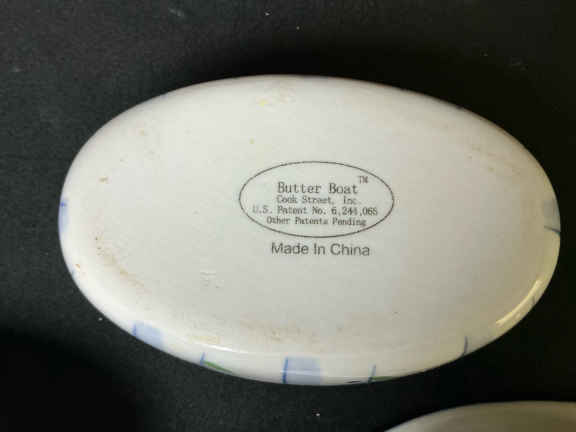 Butter Boat ™
Cook Street, Inc.
U.S. Patent No. 6,244,065
Other Patents Pending
Made In China